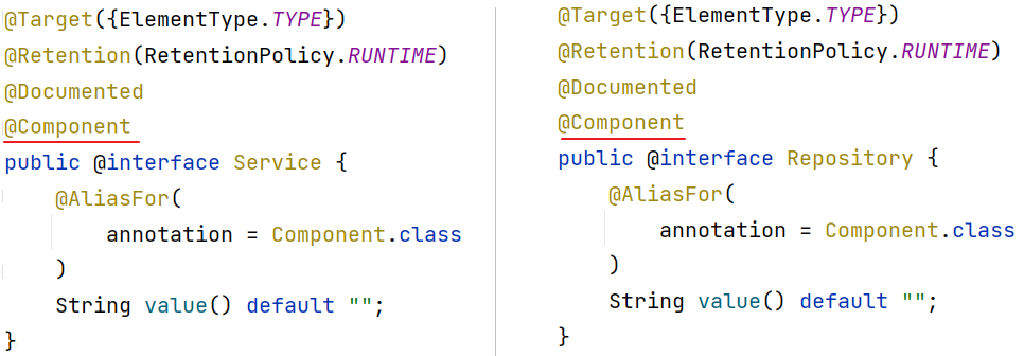 @Target({ElementType.TYPE})
@Retention(RetentionPolicy.RUNTIME)
@Documented
@Component
public @interface Service {
    @AliasFor(
        annotation = Component.class
    )
    String value() default "";
}
@Target({ElementType.TYPE})
@Retention(RetentionPolicy.RUNTIME)
@Documented
@Component
public @interface Repository {
    @AliasFor(
        annotation = Component.class
    )
    String value() default "";
}